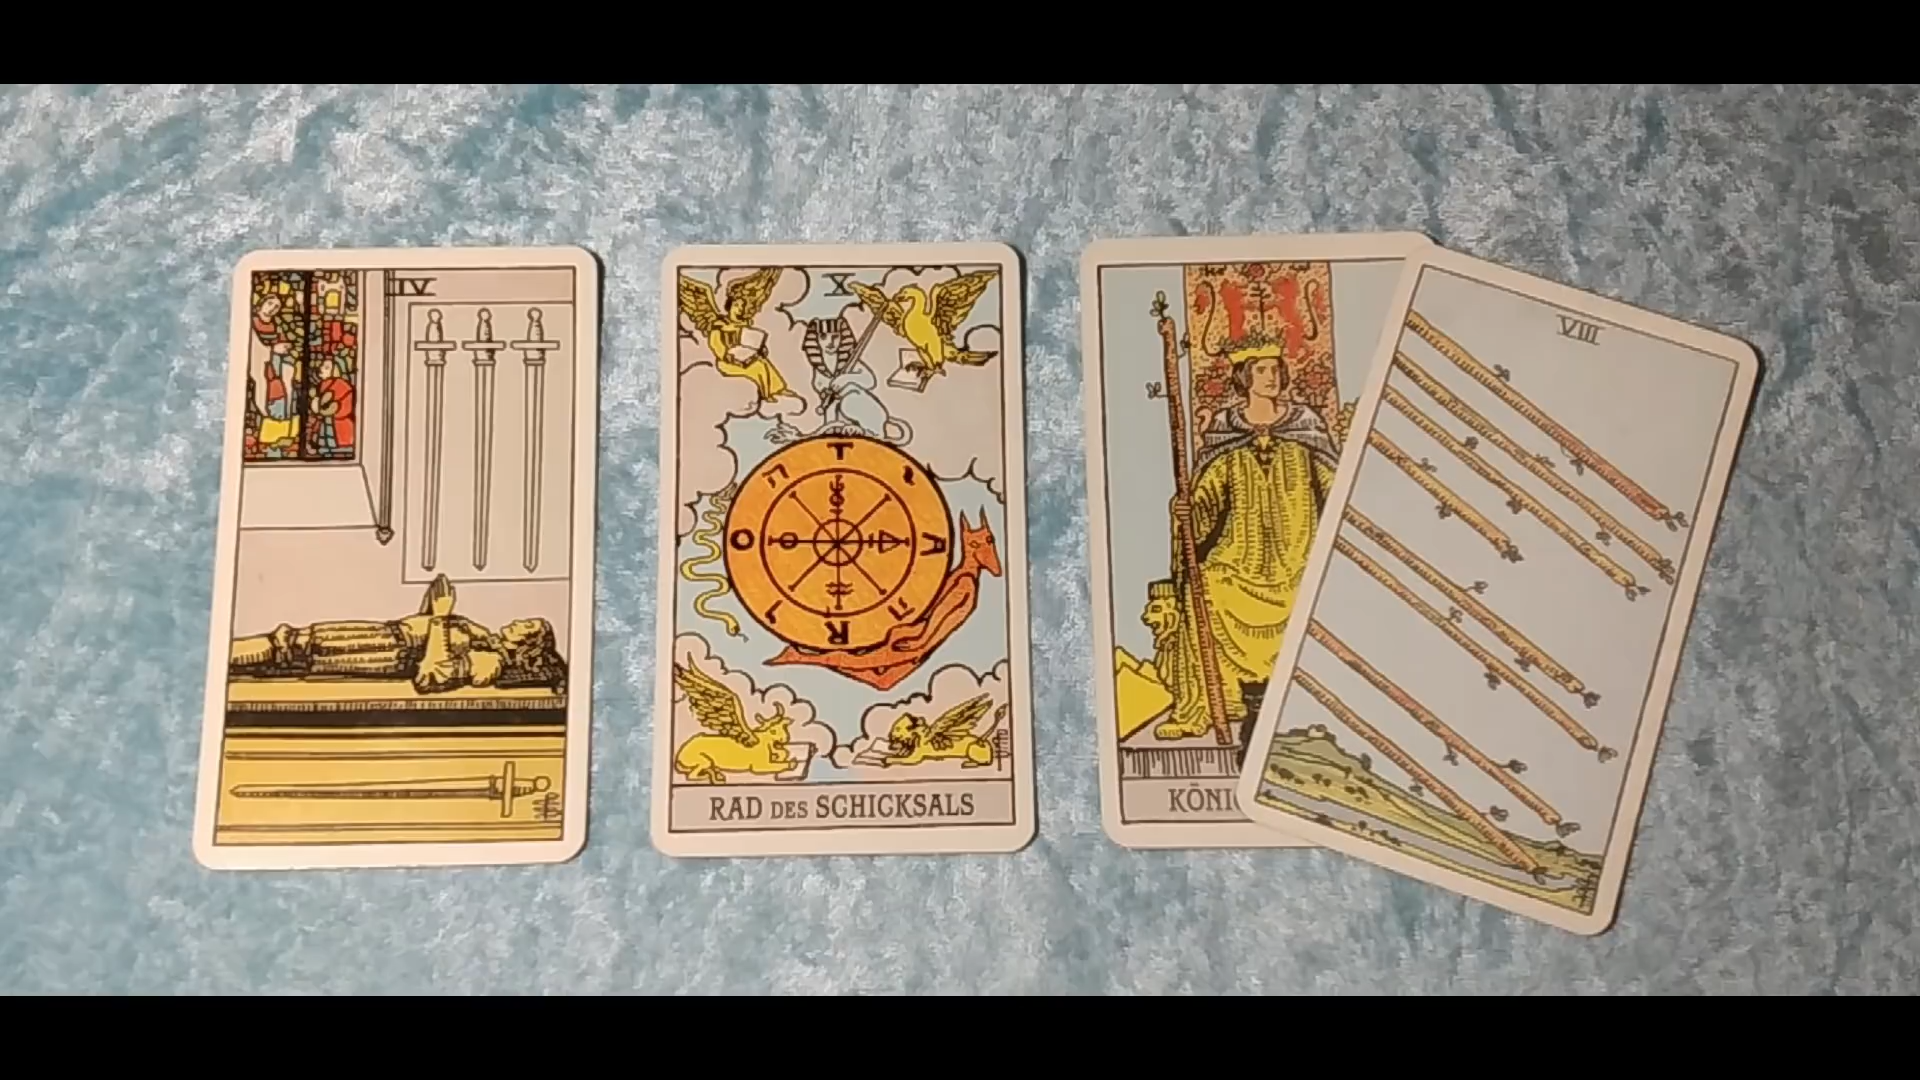 IV
X
T
A
R
O
ה
ו
ה
י
RAD DES SCHICKSALS
KÖNIG
VIII